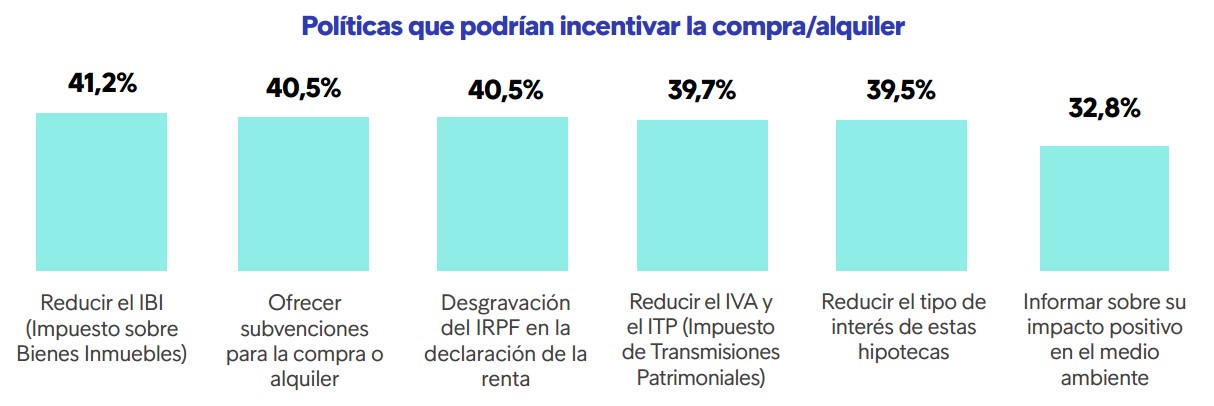 Políticas que podrían incentivar la compra/alquiler
41,2%
40,5%
40,5%
39,7%
39,5%
32,8%
Reducir el IBI
(Impuesto sobre
Bienes Inmuebles)
Ofrecer
subvenciones
para la compra o
alquiler
Desgravación
del IRPF en la
declaración de la
renta
Reducir el IVA y
el ITP (Impuesto
de Transmisiones
Patrimoniales)
Reducir el tipo de
interés de estas
hipotecas
Informar sobre su
impacto positivo
en el medio
ambiente